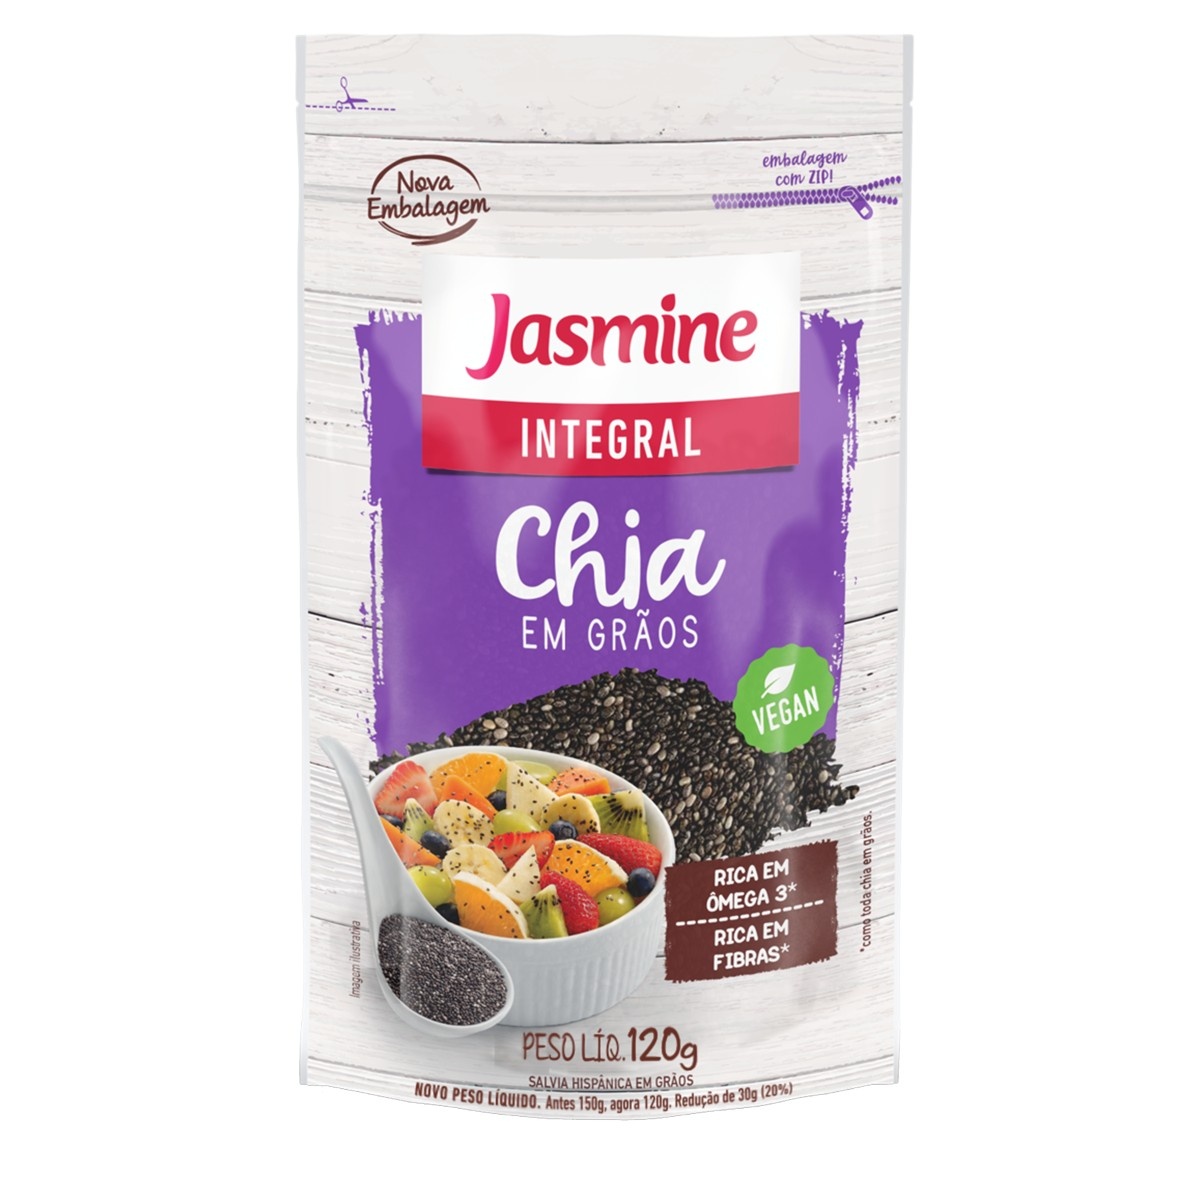 Nova
Embalagem
embalagem
com ZIP!
Jasmine
INTEGRAL
Chia
EM GRÃOS
VEGAN
RICA EM
ÔMEGA 3*
RICA EM
FIBRAS*
*como toda chia em grãos.
Imagem ilustrativa
PESO LÍQ. 120g
SALVIA HISPÂNICA EM GRÃOS
NOVO PESO LÍQUIDO. Antes 150g, agora 120g. Redução de 30g (20%)